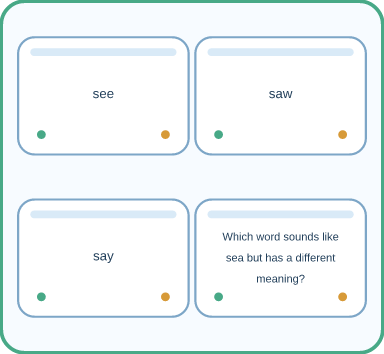 see
saw
say
Which word sounds like
sea but has a different
meaning?